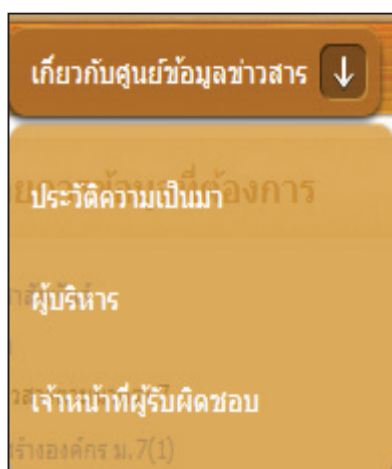 เกี่ยวกับศูนย์ข้อมูลข่าวสาร
ประวัติความเป็นมา
ผู้บริหาร
เจ้าหน้าที่ผู้รับผิดชอบ
ร้างองค์กร ม.7(1)